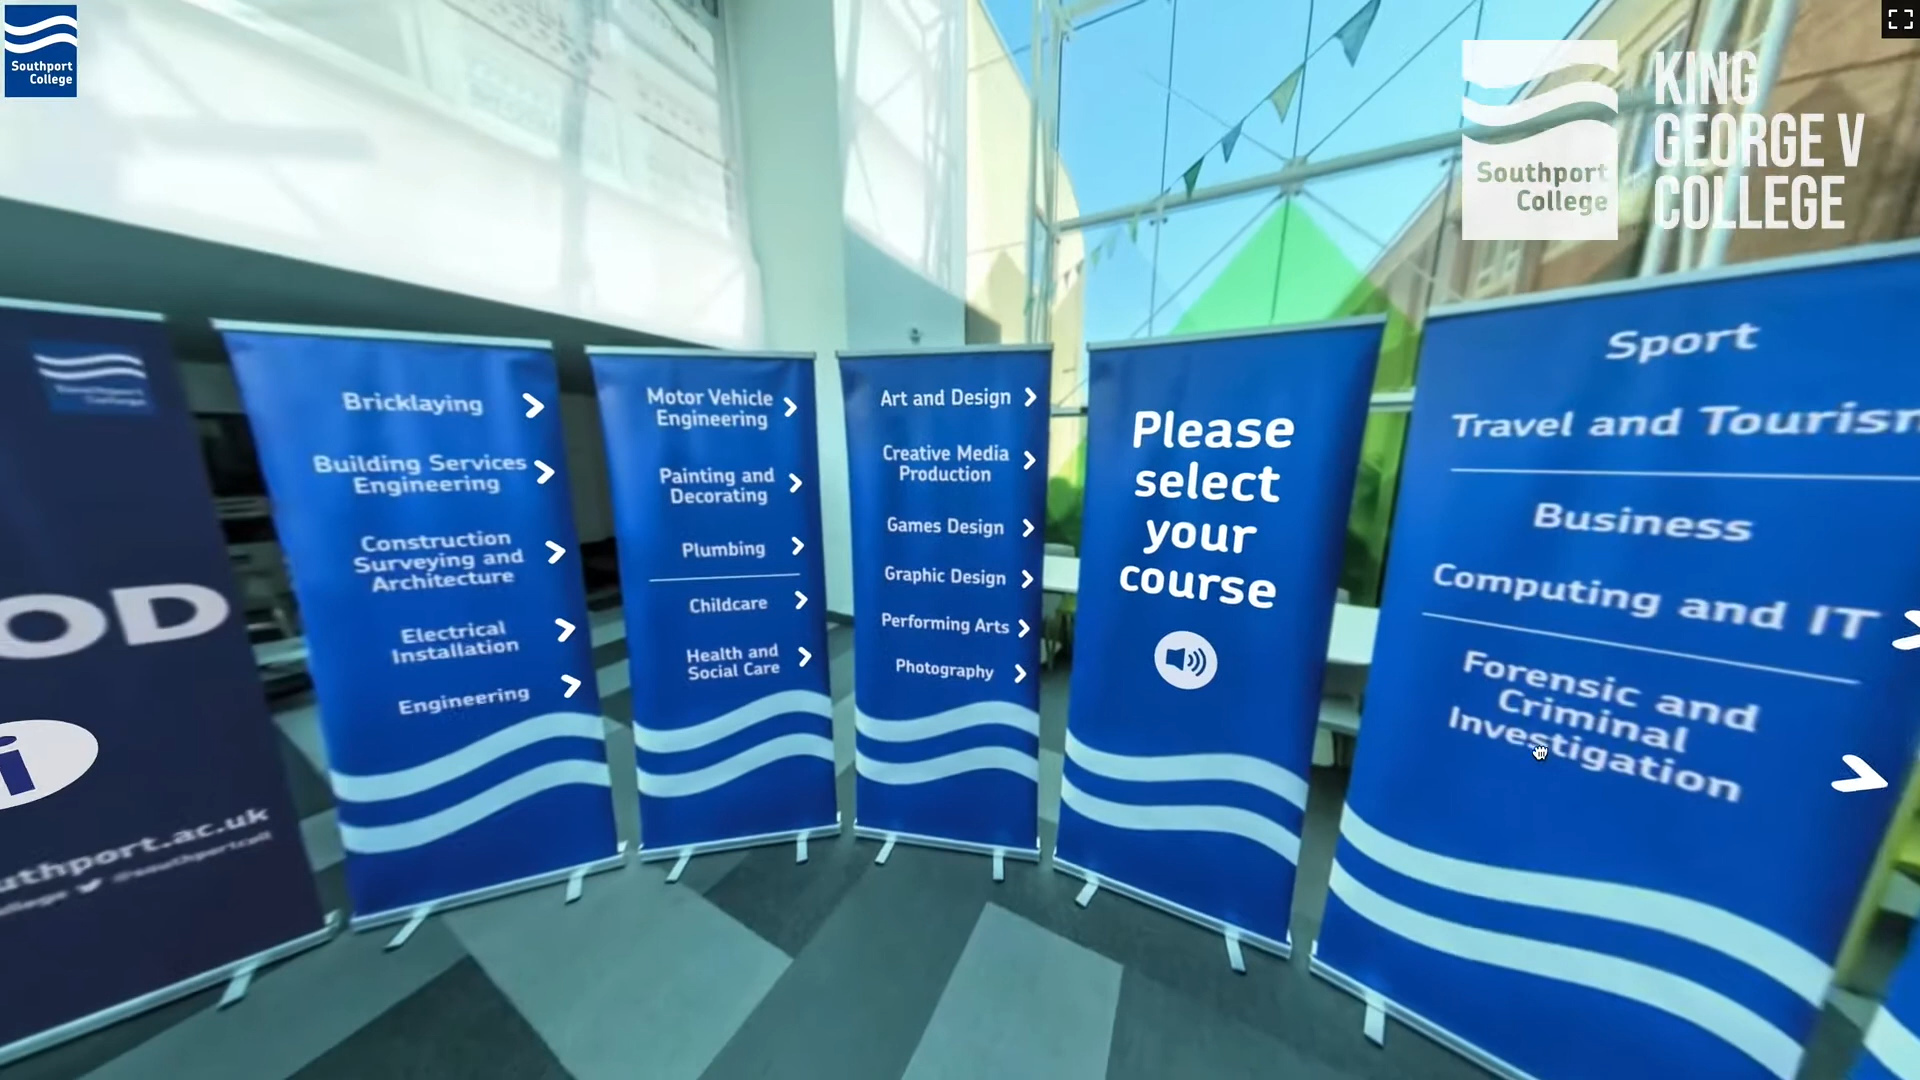 Southport
College
KING
GEORGE V
COLLEGE
Southport
College
OD
i
Bricklaying
Building Services
Engineering
Construction
Surveying and
Architecture
Electrical
Installation
Engineering
Motor Vehicle
Engineering
Painting and
Decorating
Plumbing
Childcare
Health and
Social Care
Art and Design
Creative Media
Production
Games Design
Graphic Design
Performing Arts
Photography
Please
select
your
course
Sport
Travel and Tourism
Business
Computing and IT
Forensic and
Criminal
Investigation
uthport.ac.uk